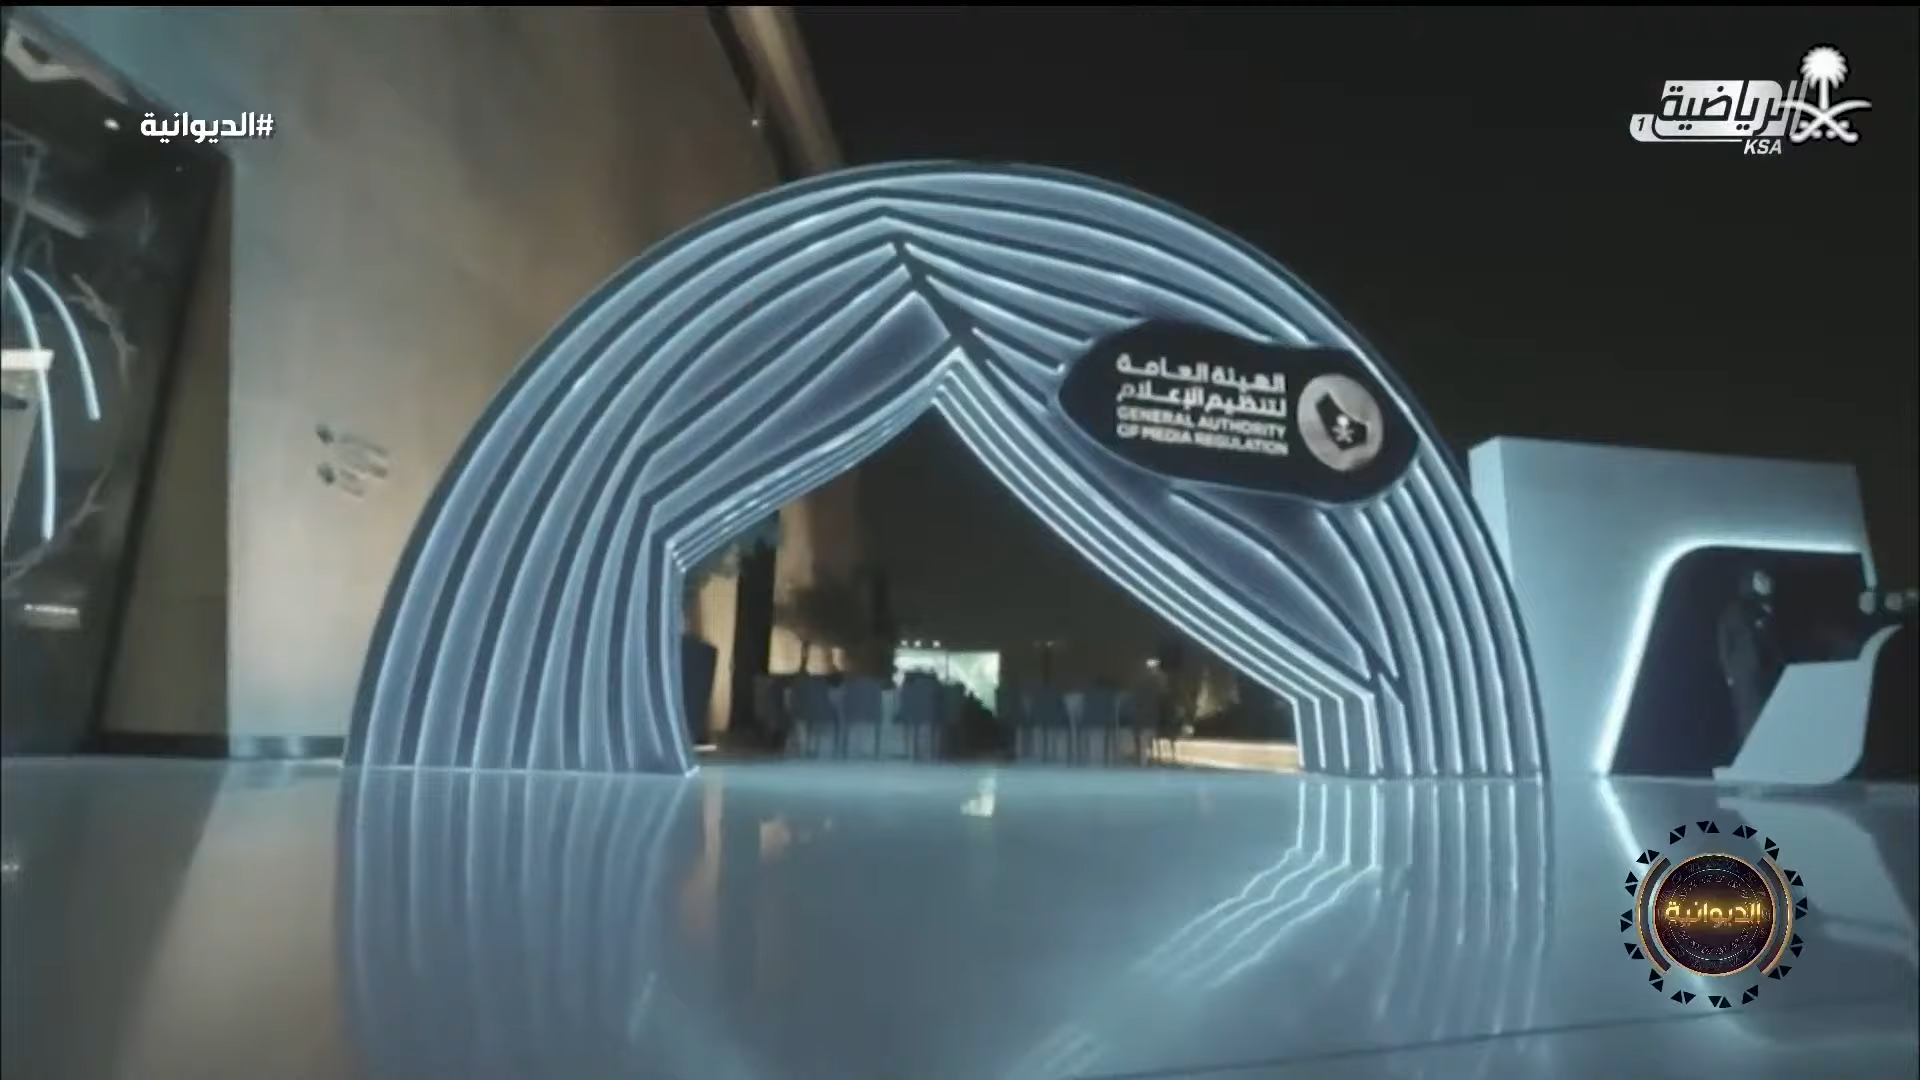 #الديوانية
الرياضية
1
KSA
الهيئة العامة
لتنظيم الإعلام
GENERAL AUTHORITY
OF MEDIA REGULATION
الديوانية